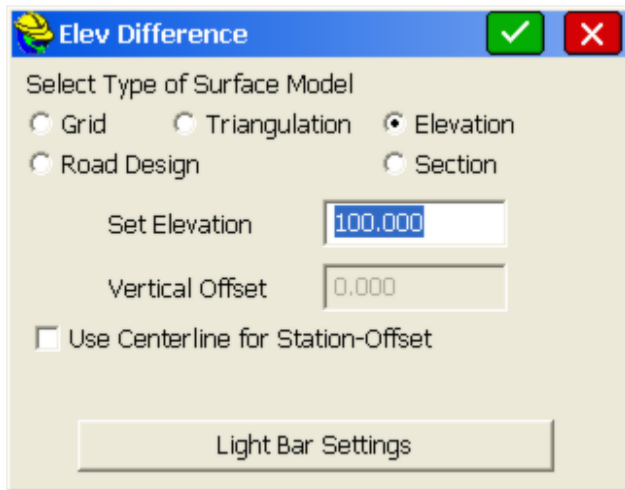 Elev Difference
Select Type of Surface Model
Grid Triangulation Elevation
Road Design Section
Set Elevation 100.000
Vertical Offset 0.000
Use Centerline for Station-Offset
Light Bar Settings